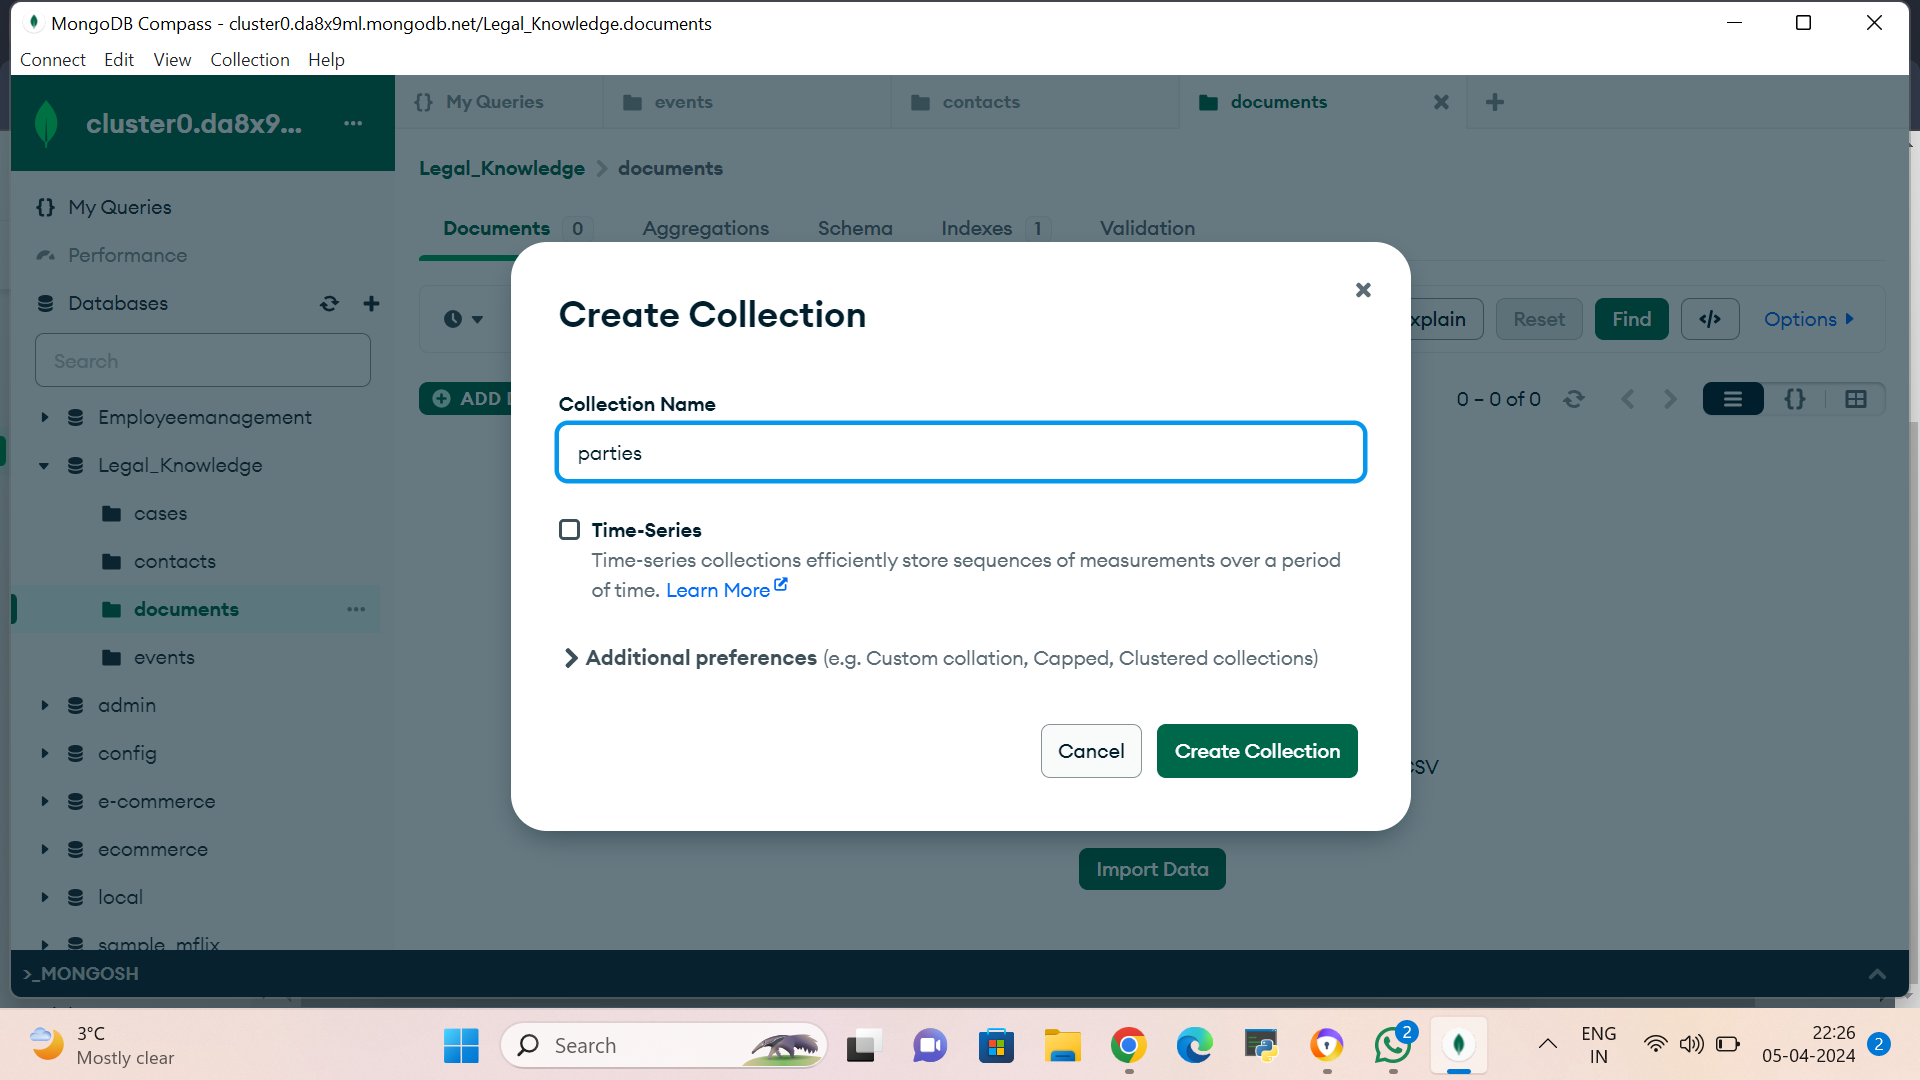 MongoDB Compass - cluster0.da8x9ml.mongodb.net/Legal_Knowledge.documents
Connect Edit View Collection Help
cluster0.da8x9...
{} My Queries
Performance
Databases
Search
Employeemanagement
Legal_Knowledge
cases
contacts
documents
events
admin
config
e-commerce
ecommerce
local
sample_mflix
{} My Queries events contacts documents
Legal_Knowledge > documents
Documents 0 Aggregations Schema Indexes 1 Validation
xplain Reset Find </> Options
ADD
0 – 0 of 0 {}
Create Collection
Collection Name
parties
Time-Series
Time-series collections efficiently store sequences of measurements over a period
of time. Learn More
Additional preferences (e.g. Custom collation, Capped, Clustered collections)
Cancel Create Collection
CSV
Import Data
>_MONGOSH
3°C
Mostly clear
Search
2
ENG
IN
22:26
05-04-2024
2